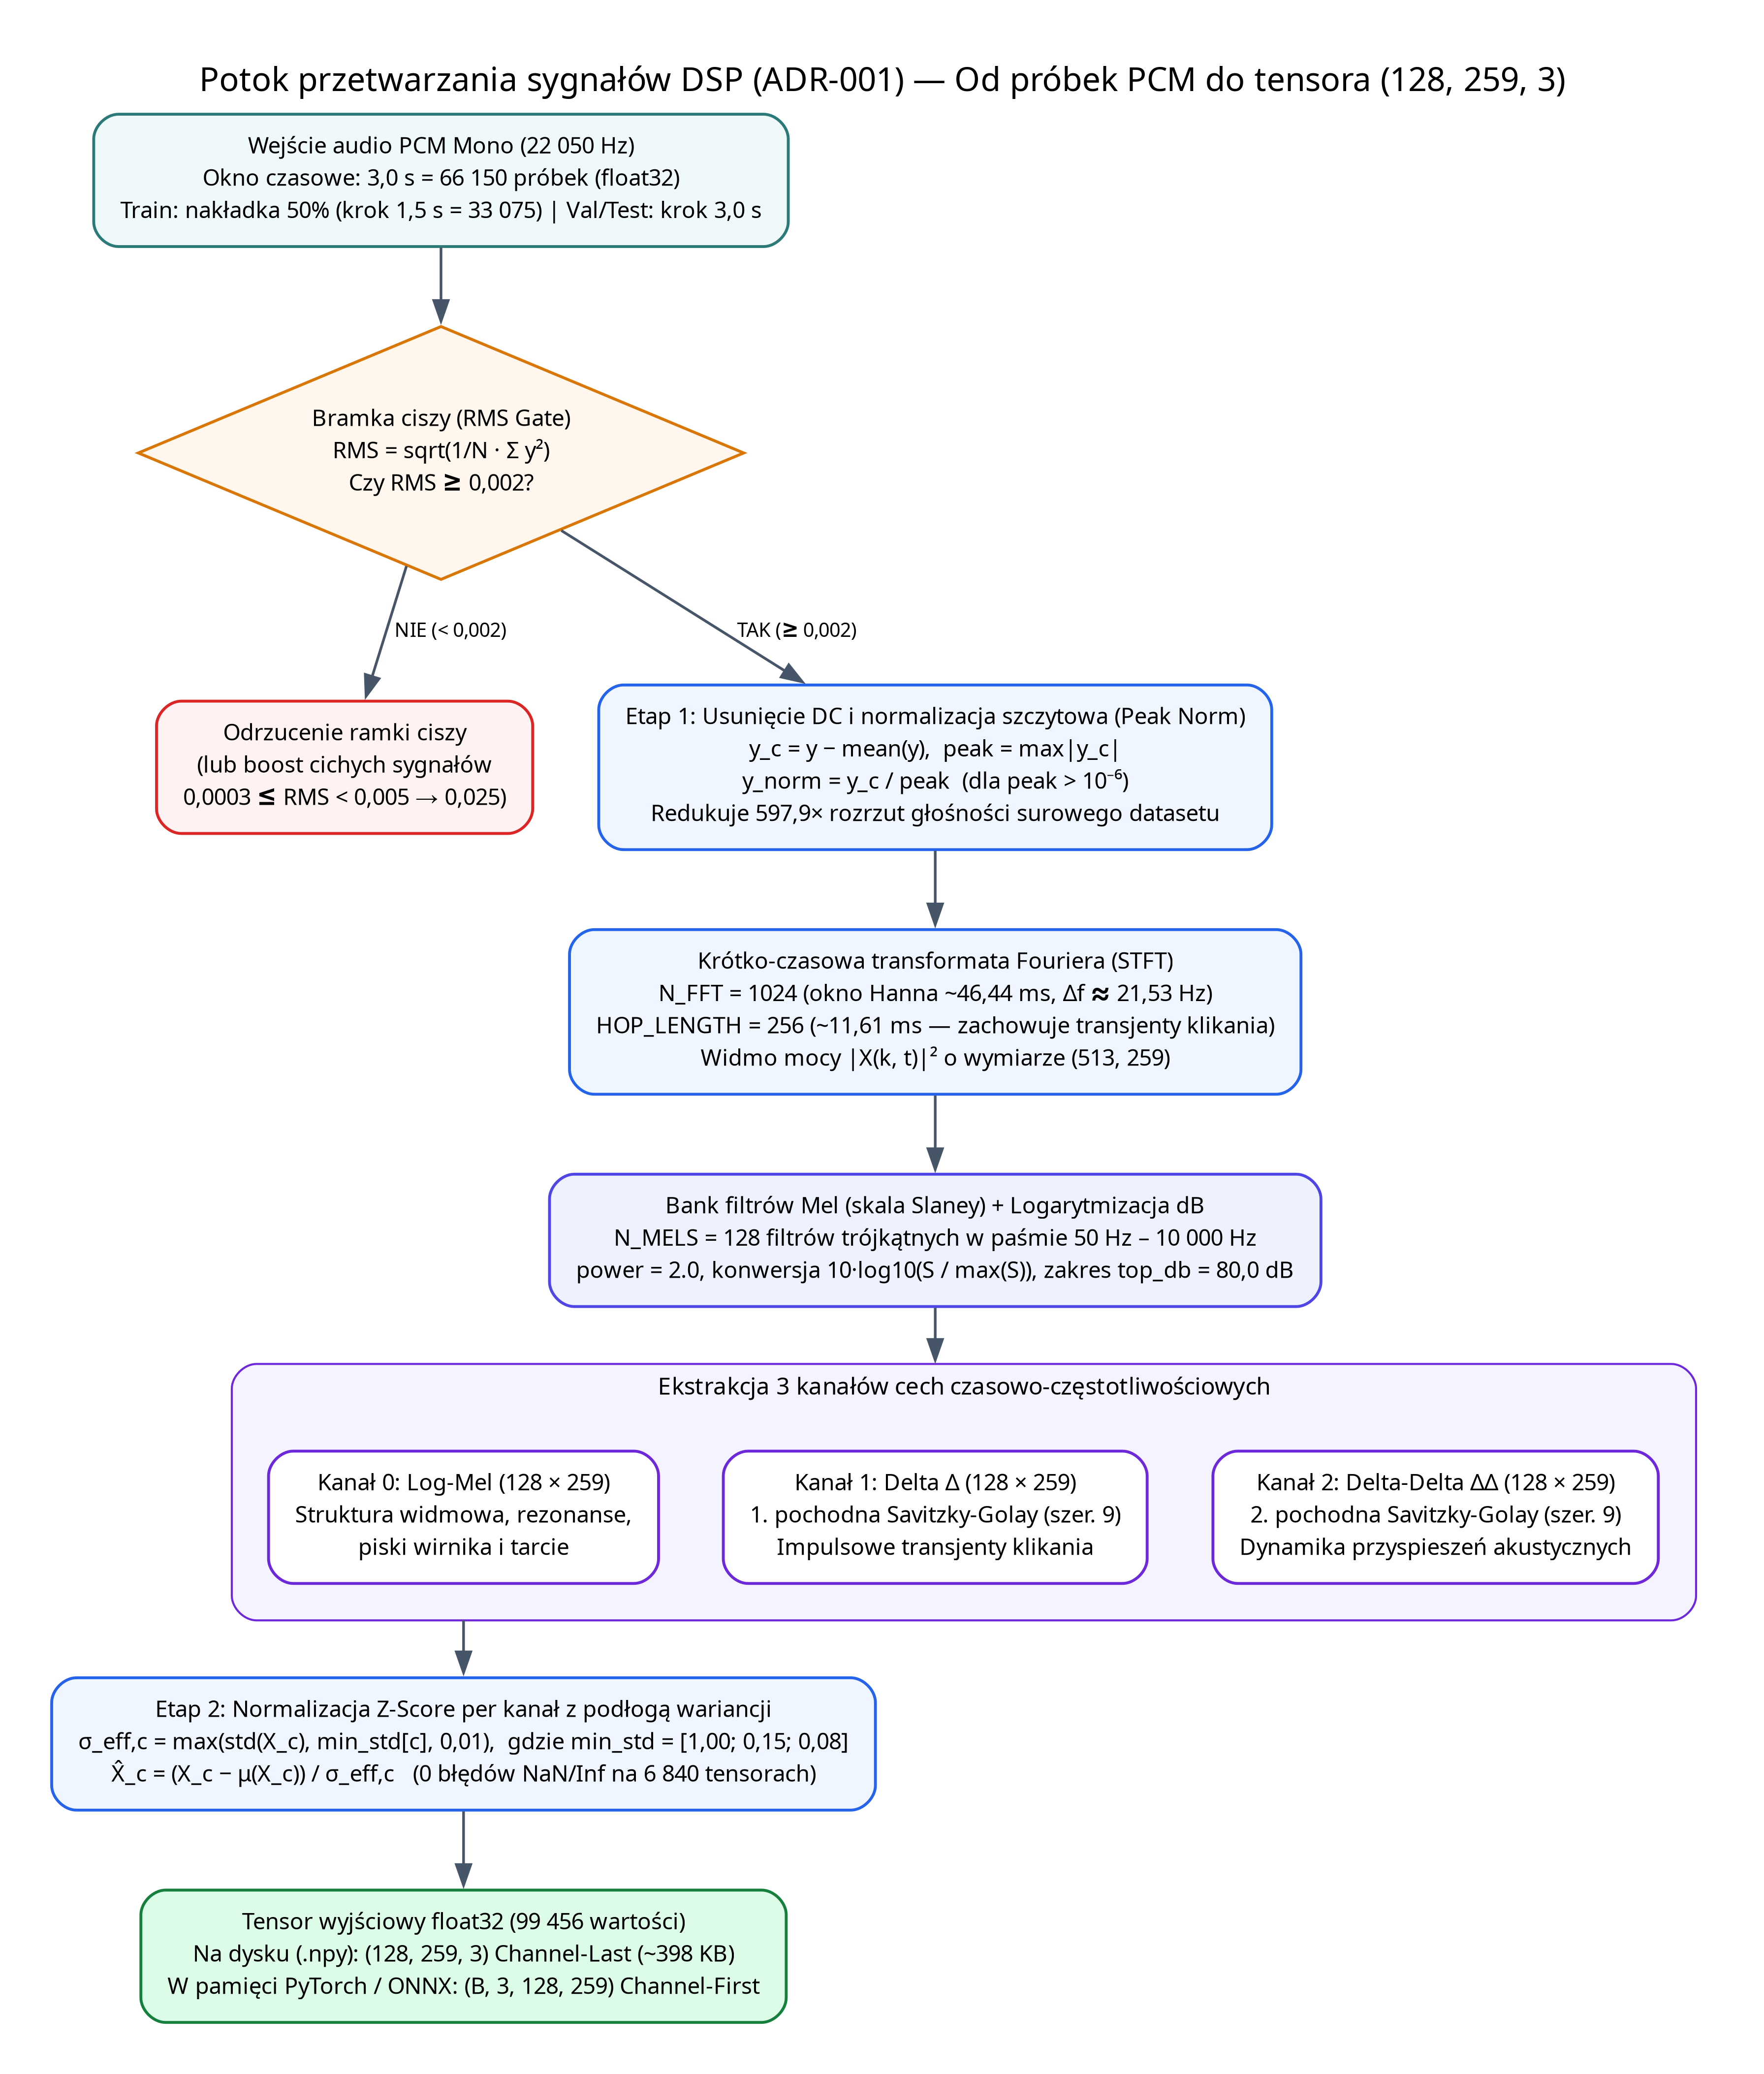 Potok przetwarzania sygnałów DSP (ADR-001) — Od próbek PCM do tensora (128, 259, 3)
Wejście audio PCM Mono (22 050 Hz)
Okno czasowe: 3,0 s = 66 150 próbek (float32)
Train: nakładka 50% (krok 1,5 s = 33 075) | Val/Test: krok 3,0 s
Bramka ciszy (RMS Gate)
RMS = sqrt(1/N · Σ y²)
Czy RMS ≥ 0,002?
NIE (< 0,002)
TAK (≥ 0,002)
Odrzucenie ramki ciszy
(lub boost cichych sygnałów
0,0003 ≤ RMS < 0,005 → 0,025)
Etap 1: Usunięcie DC i normalizacja szczytowa (Peak Norm)
y_c = y − mean(y),  peak = max|y_c|
y_norm = y_c / peak  (dla peak > 10⁻⁶)
Redukuje 597,9× rozrzut głośności surowego datasetu
Krótko-czasowa transformata Fouriera (STFT)
N_FFT = 1024 (okno Hanna ~46,44 ms, Δf ≈ 21,53 Hz)
HOP_LENGTH = 256 (~11,61 ms — zachowuje transjenty klikania)
Widmo mocy |X(k, t)|² o wymiarze (513, 259)
Bank filtrów Mel (skala Slaney) + Logarytmizacja dB
N_MELS = 128 filtrów trójkątnych w paśmie 50 Hz – 10 000 Hz
power = 2.0, konwersja 10·log10(S / max(S)), zakres top_db = 80,0 dB
Ekstrakcja 3 kanałów cech czasowo-częstotliwościowych
Kanał 0: Log-Mel (128 × 259)
Struktura widmowa, rezonanse,
piski wirnika i tarcie
Kanał 1: Delta Δ (128 × 259)
1. pochodna Savitzky-Golay (szer. 9)
Impulsowe transjenty klikania
Kanał 2: Delta-Delta ΔΔ (128 × 259)
2. pochodna Savitzky-Golay (szer. 9)
Dynamika przyspieszeń akustycznych
Etap 2: Normalizacja Z-Score per kanał z podłogą wariancji
σ_eff,c = max(std(X_c), min_std[c], 0,01),  gdzie min_std = [1,00; 0,15; 0,08]
X̂_c = (X_c − μ(X_c)) / σ_eff,c   (0 błędów NaN/Inf na 6 840 tensorach)
Tensor wyjściowy float32 (99 456 wartości)
Na dysku (.npy): (128, 259, 3) Channel-Last (~398 KB)
W pamięci PyTorch / ONNX: (B, 3, 128, 259) Channel-First